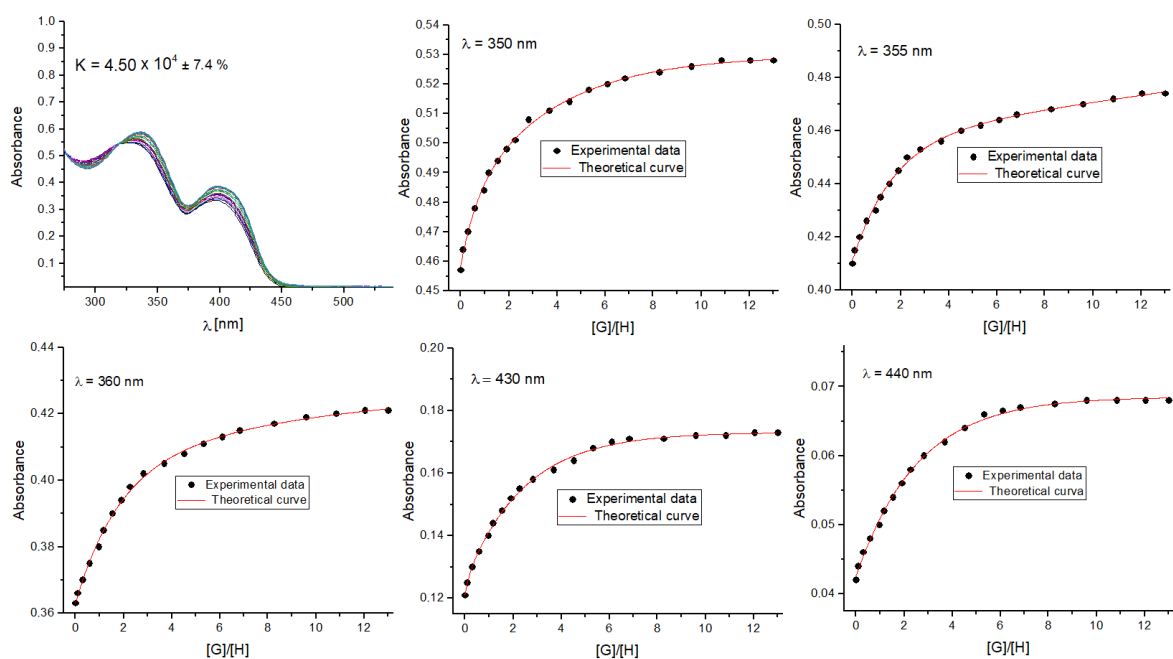 K = 4.50 x 10⁴ ± 7.4 %
Absorbance
1.0
0.9
0.8
0.7
0.6
0.5
0.4
0.3
0.2
0.1
300 350 400 450 500
λ [nm]
λ = 350 nm
Absorbance
0.54
0.53
0.52
0.51
0.50
0.49
0.48
0.47
0.46
0.45
Experimental data
Theoretical curve
0 2 4 6 8 10 12
[G]/[H]
λ = 355 nm
Absorbance
0.50
0.48
0.46
0.44
0.42
0.40
Experimental data
Theoretical curve
0 2 4 6 8 10 12
[G]/[H]
λ = 360 nm
Absorbance
0.44
0.42
0.40
0.38
0.36
Experimental data
Theoretical curve
0 2 4 6 8 10 12
[G]/[H]
λ = 430 nm
Absorbance
0.20
0.18
0.16
0.14
0.12
Experimental data
Theoretical curve
0 2 4 6 8 10 12
[G]/[H]
λ = 440 nm
Absorbance
0.07
0.06
0.05
0.04
Experimental data
Theoretical curve
0 2 4 6 8 10 12
[G]/[H]